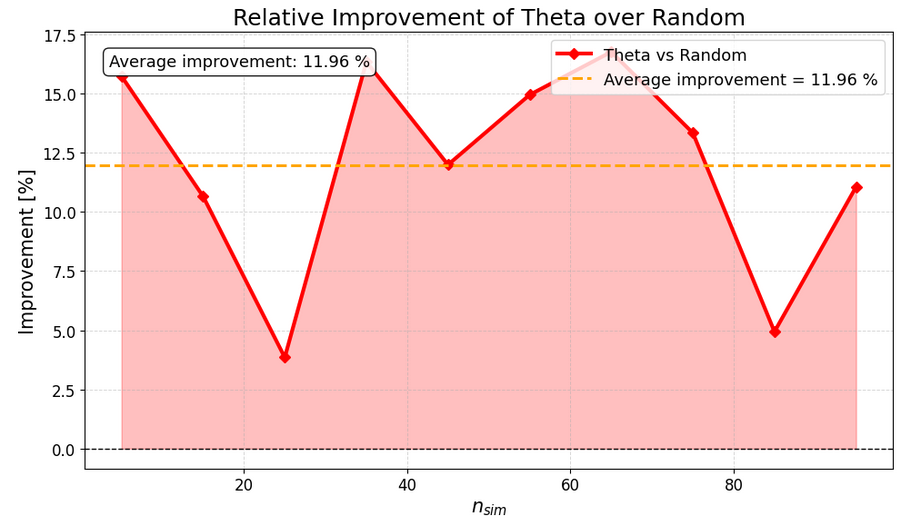 Relative Improvement of Theta over Random
Average improvement: 11.96 %
Theta vs Random
Average improvement = 11.96 %
Improvement [%]
17.5
15.0
12.5
10.0
7.5
5.0
2.5
0.0
20 40 60 80
n_sim